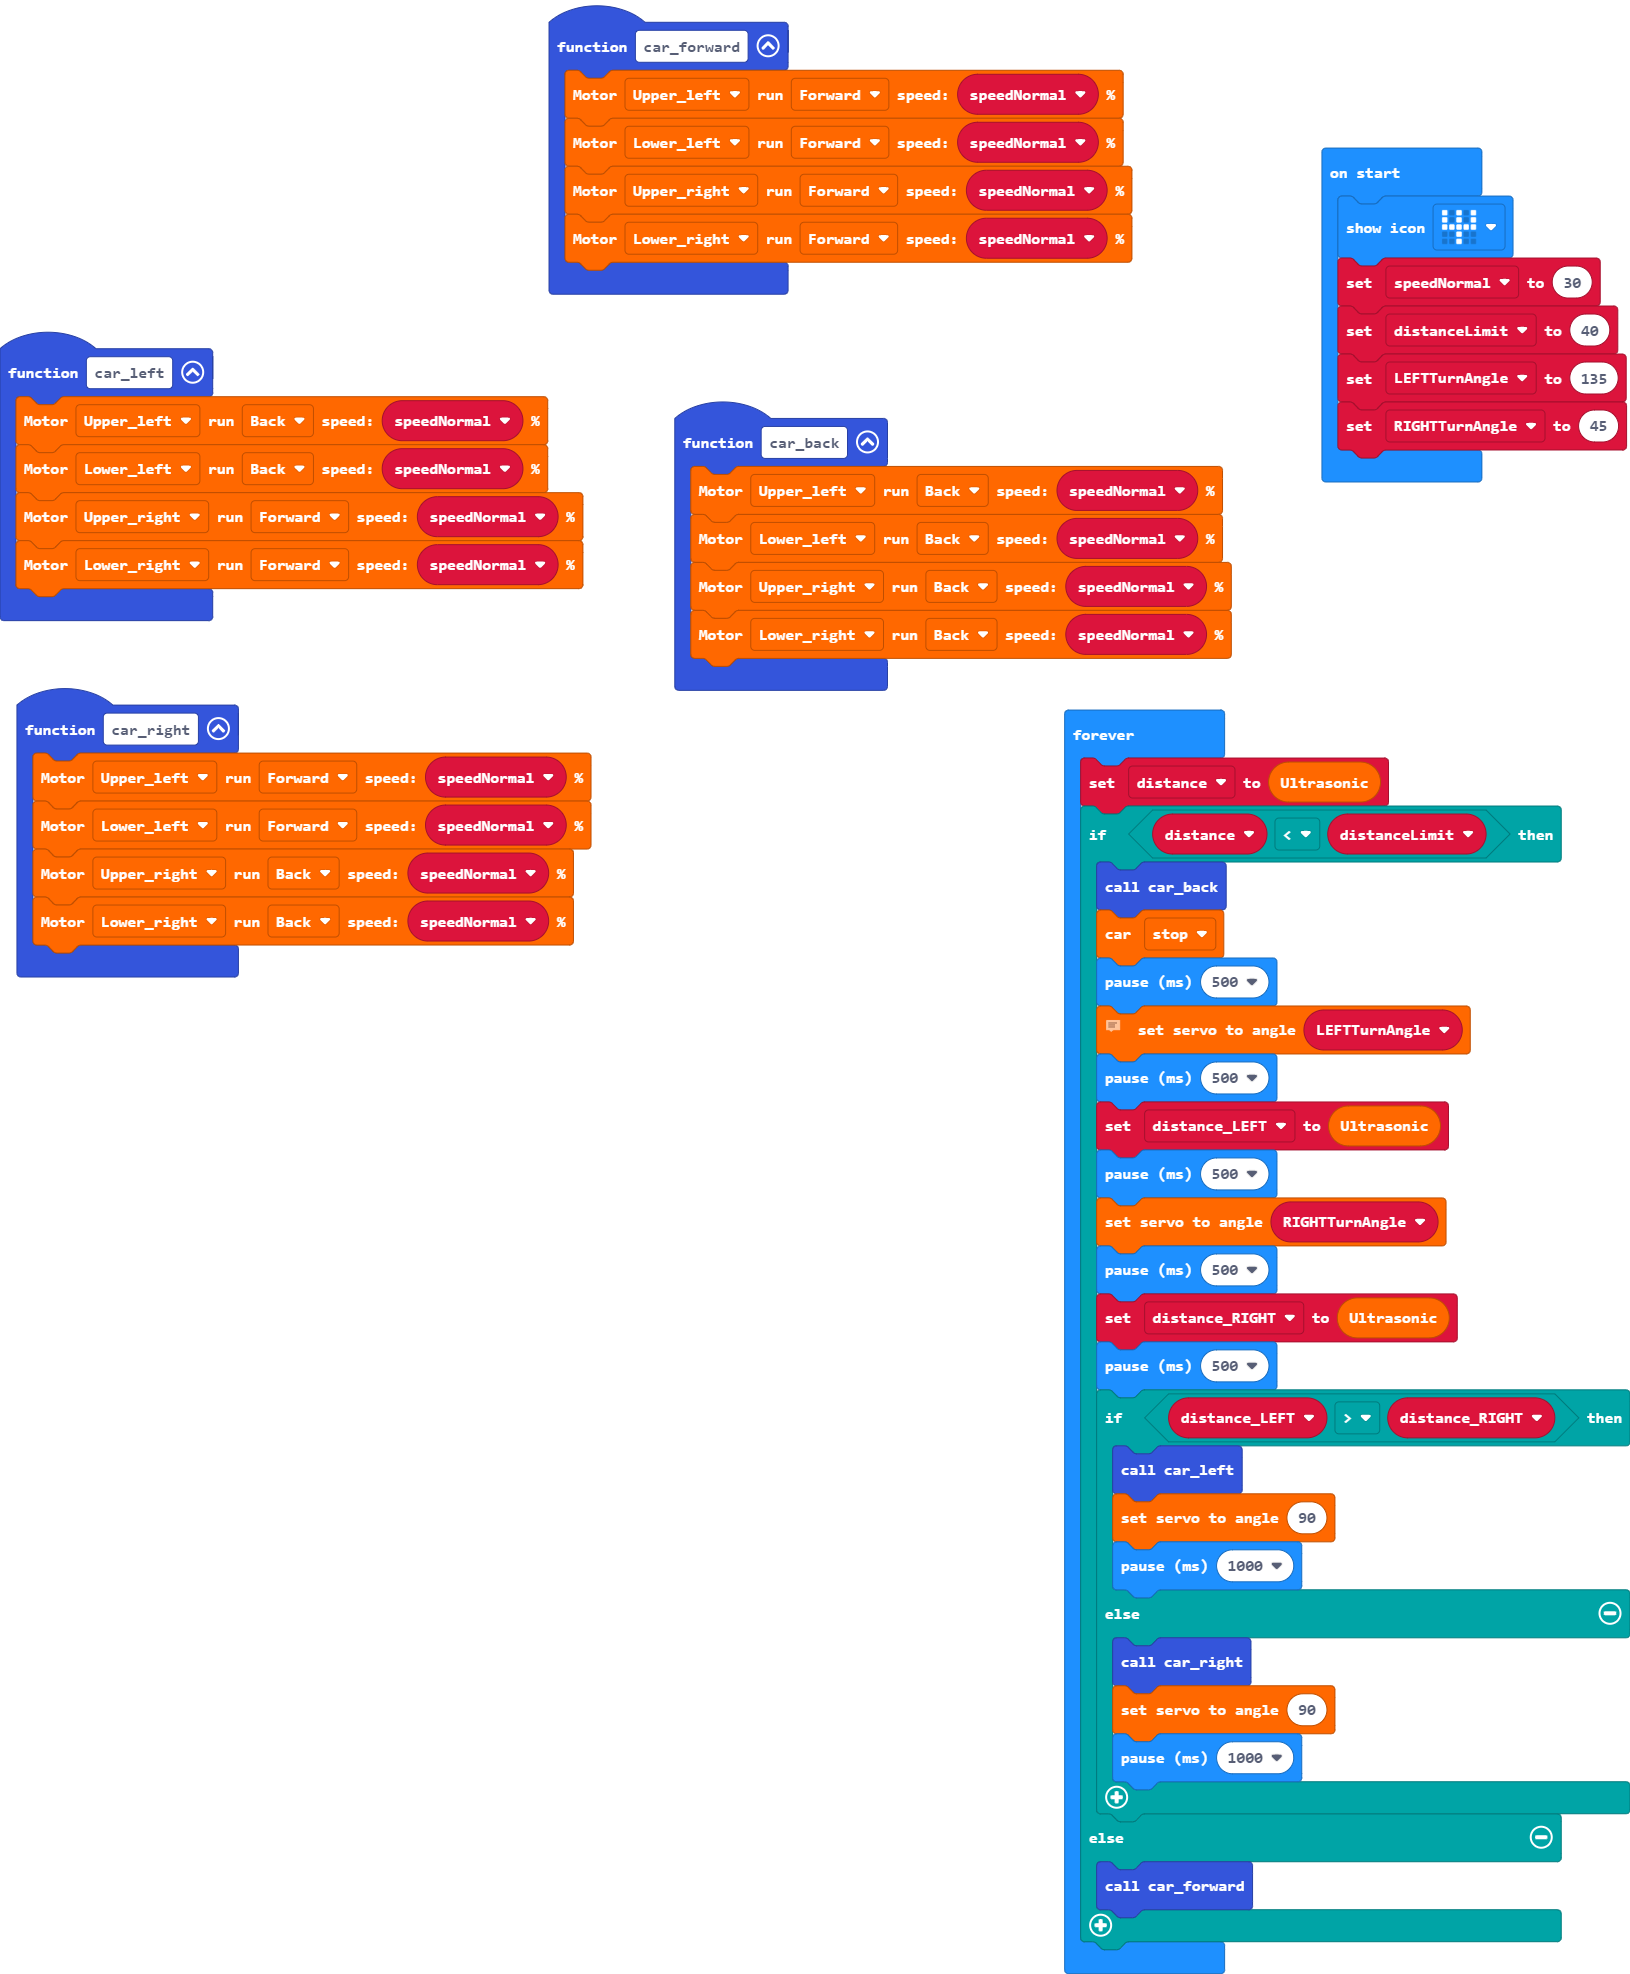 function car_forward
Motor Upper_left run Forward speed: speedNormal %
Motor Lower_left run Forward speed: speedNormal %
Motor Upper_right run Forward speed: speedNormal %
Motor Lower_right run Forward speed: speedNormal %
on start
show icon
set speedNormal to 30
set distanceLimit to 40
set LEFTTurnAngle to 135
set RIGHTTurnAngle to 45
function car_left
Motor Upper_left run Back speed: speedNormal %
Motor Lower_left run Back speed: speedNormal %
Motor Upper_right run Forward speed: speedNormal %
Motor Lower_right run Forward speed: speedNormal %
function car_back
Motor Upper_left run Back speed: speedNormal %
Motor Lower_left run Back speed: speedNormal %
Motor Upper_right run Back speed: speedNormal %
Motor Lower_right run Back speed: speedNormal %
function car_right
Motor Upper_left run Forward speed: speedNormal %
Motor Lower_left run Forward speed: speedNormal %
Motor Upper_right run Back speed: speedNormal %
Motor Lower_right run Back speed: speedNormal %
forever
set distance to Ultrasonic
if distance < distanceLimit then
call car_back
car stop
pause (ms) 500
set servo to angle LEFTTurnAngle
pause (ms) 500
set distance_LEFT to Ultrasonic
pause (ms) 500
set servo to angle RIGHTTurnAngle
pause (ms) 500
set distance_RIGHT to Ultrasonic
pause (ms) 500
if distance_LEFT > distance_RIGHT then
call car_left
set servo to angle 90
pause (ms) 1000
else
call car_right
set servo to angle 90
pause (ms) 1000
else
call car_forward